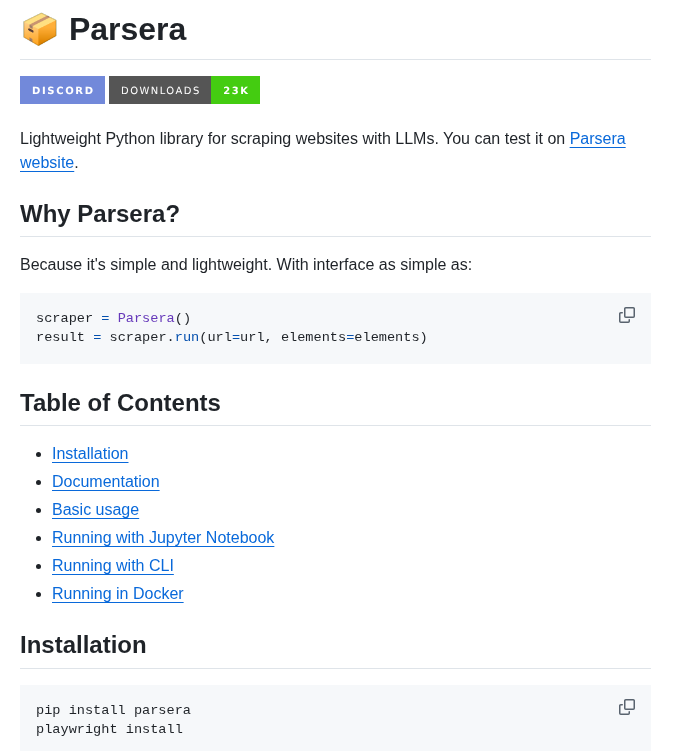 Parsera
DISCORD DOWNLOADS 23K
Lightweight Python library for scraping websites with LLMs. You can test it on Parsera
website.
Why Parsera?
Because it's simple and lightweight. With interface as simple as:
scraper = Parsera()
result = scraper.run(url=url, elements=elements)
Table of Contents
Installation
Documentation
Basic usage
Running with Jupyter Notebook
Running with CLI
Running in Docker
Installation
pip install parsera
playwright install